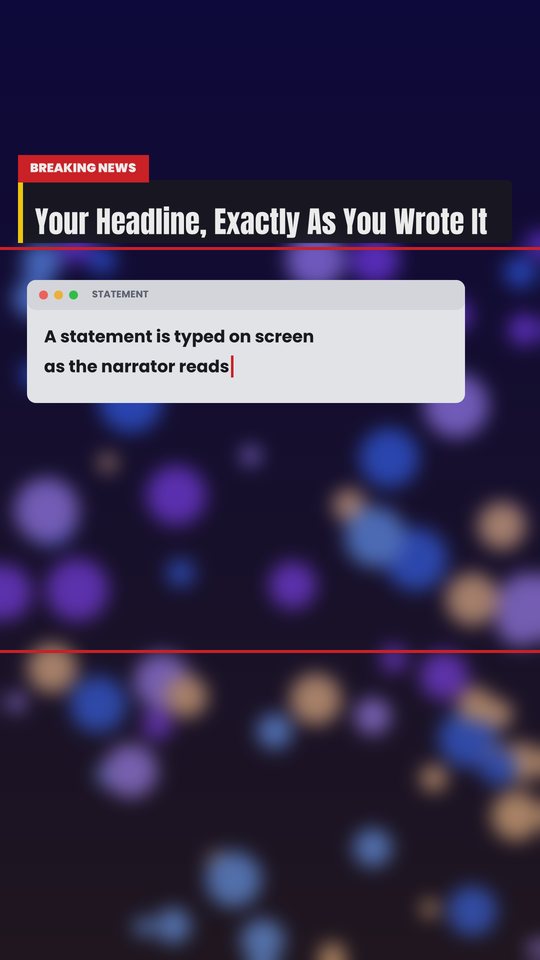 BREAKING NEWS
Your Headline, Exactly As You Wrote It
STATEMENT
A statement is typed on screen
as the narrator reads